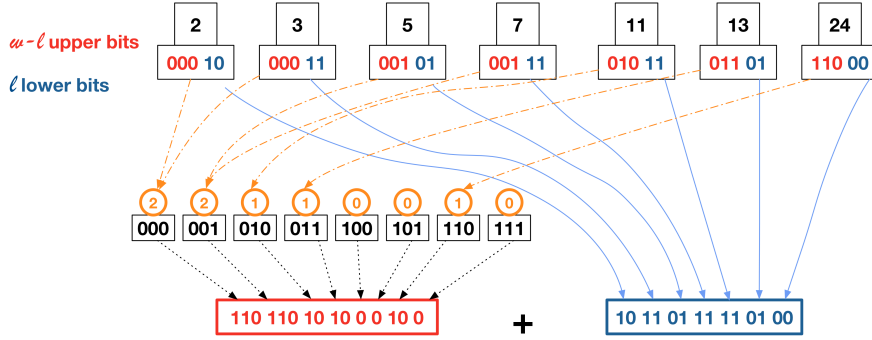 2 3 5 7 11 13 24
w-l upper bits
000 10 000 11 001 01 001 11 010 11 011 01 110 00
l lower bits
2 2 1 1 0 0 1 0
000 001 010 011 100 101 110 111
110 110 10 10 0 0 10 0 + 10 11 01 11 11 01 00